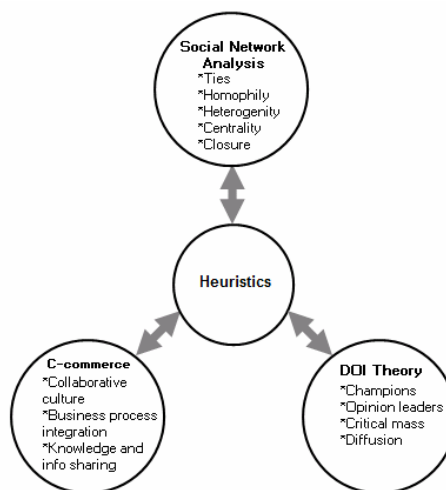 Social Network
Analysis
*Ties
*Homophily
*Heterogenity
*Centrality
*Closure
Heuristics
C-commerce
*Collaborative
culture
*Business process
integration
*Knowledge and
info sharing
DOI Theory
*Champions
*Opinion leaders
*Critical mass
*Diffusion